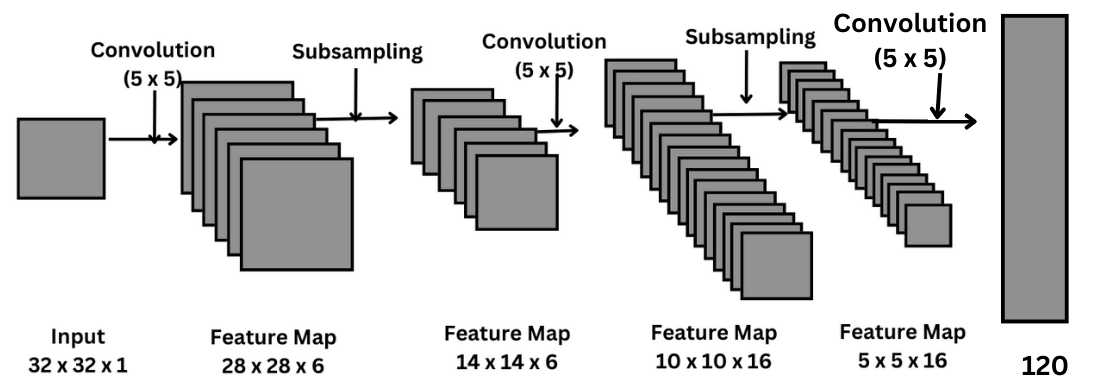 Convolution
(5 x 5)
Subsampling
Convolution
(5 x 5)
Subsampling
Convolution
(5 x 5)
Input
32 x 32 x 1
Feature Map
28 x 28 x 6
Feature Map
14 x 14 x 6
Feature Map
10 x 10 x 16
Feature Map
5 x 5 x 16
120